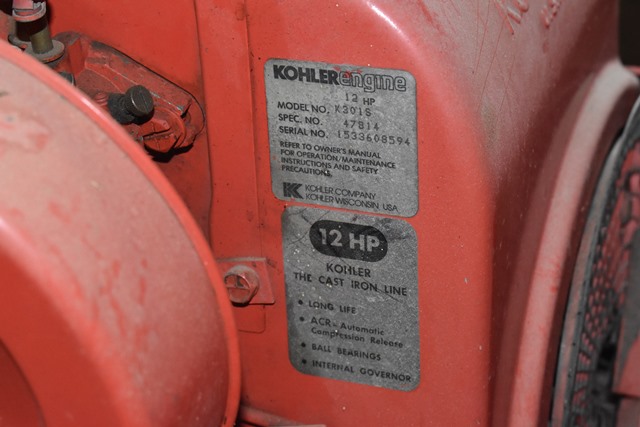 KOHLERengine
12 HP
MODEL NO. K301S
SPEC. NO. 47814
SERIAL NO. 1533608594
REFER TO OWNER'S MANUAL
FOR OPERATION/MAINTENANCE
INSTRUCTIONS AND SAFETY
PRECAUTIONS.
K KOHLER COMPANY
KOHLER WISCONSIN USA
12 HP
KOHLER
THE CAST IRON LINE
• LONG LIFE
• ACR - Automatic
Compression Release
• BALL BEARINGS
• INTERNAL GOVERNOR